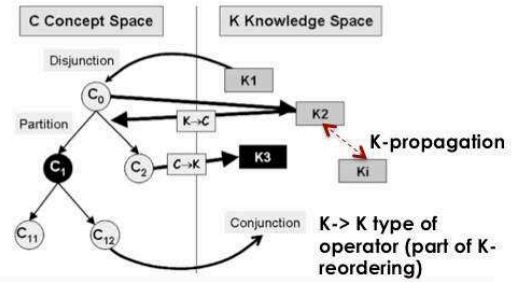 C Concept Space
K Knowledge Space
Disjunction
K1
C0
K2
K→C
Partition
K-propagation
C1
C2
C→K
K3
Ki
C11
C12
Conjunction
K-> K type of
operator (part of K-
reordering)